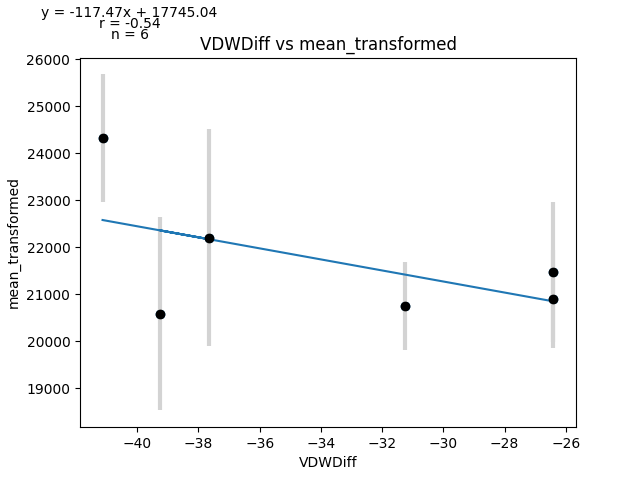 y = -117.47x + 17745.04
r = -0.54
n = 6
VDWDiff vs mean_transformed
26000
25000
24000
23000
22000
21000
20000
19000
mean_transformed
−40 −38 −36 −34 −32 −30 −28 −26
VDWDiff